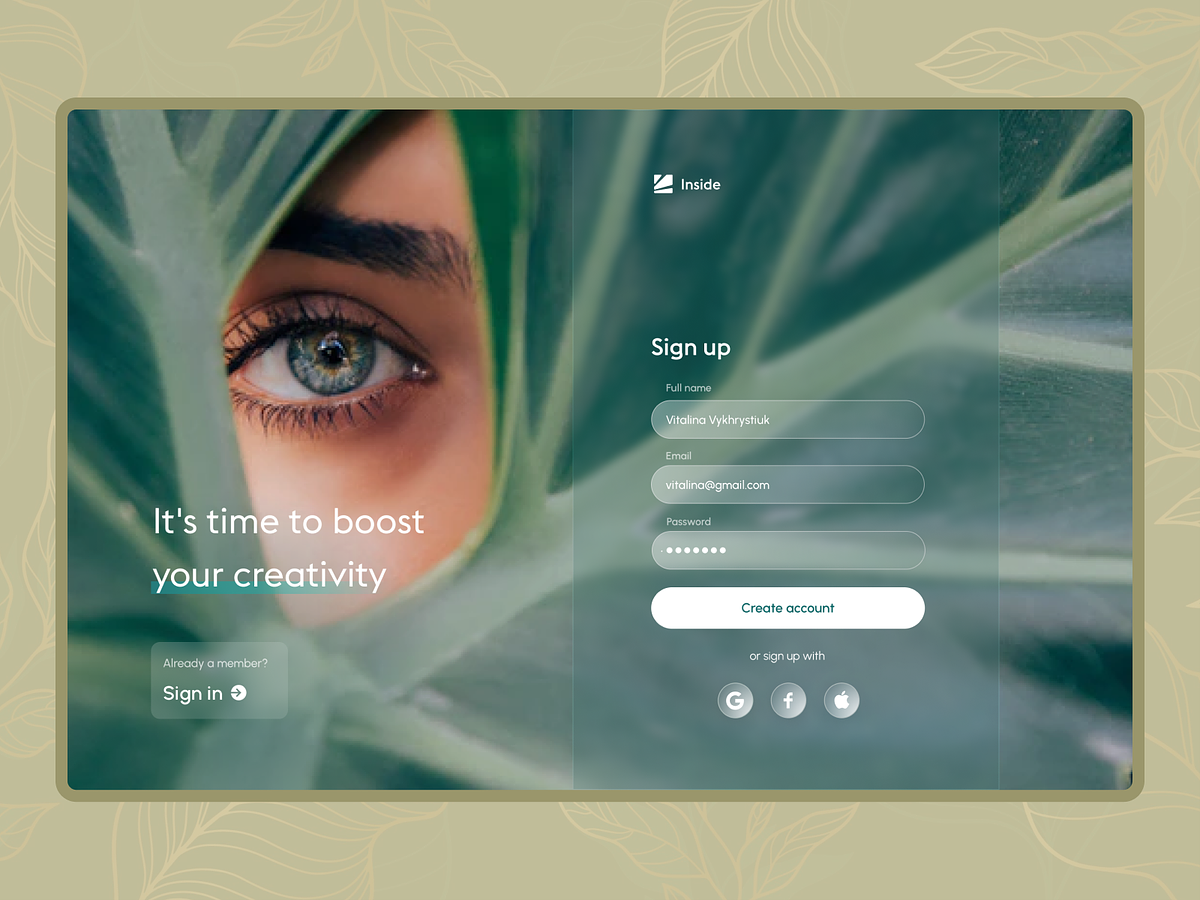 Inside
It's time to boost
your creativity
Already a member?
Sign in
Sign up
Full name
Vitalina Vykhrystiuk
Email
vitalina@gmail.com
Password
Create account
or sign up with